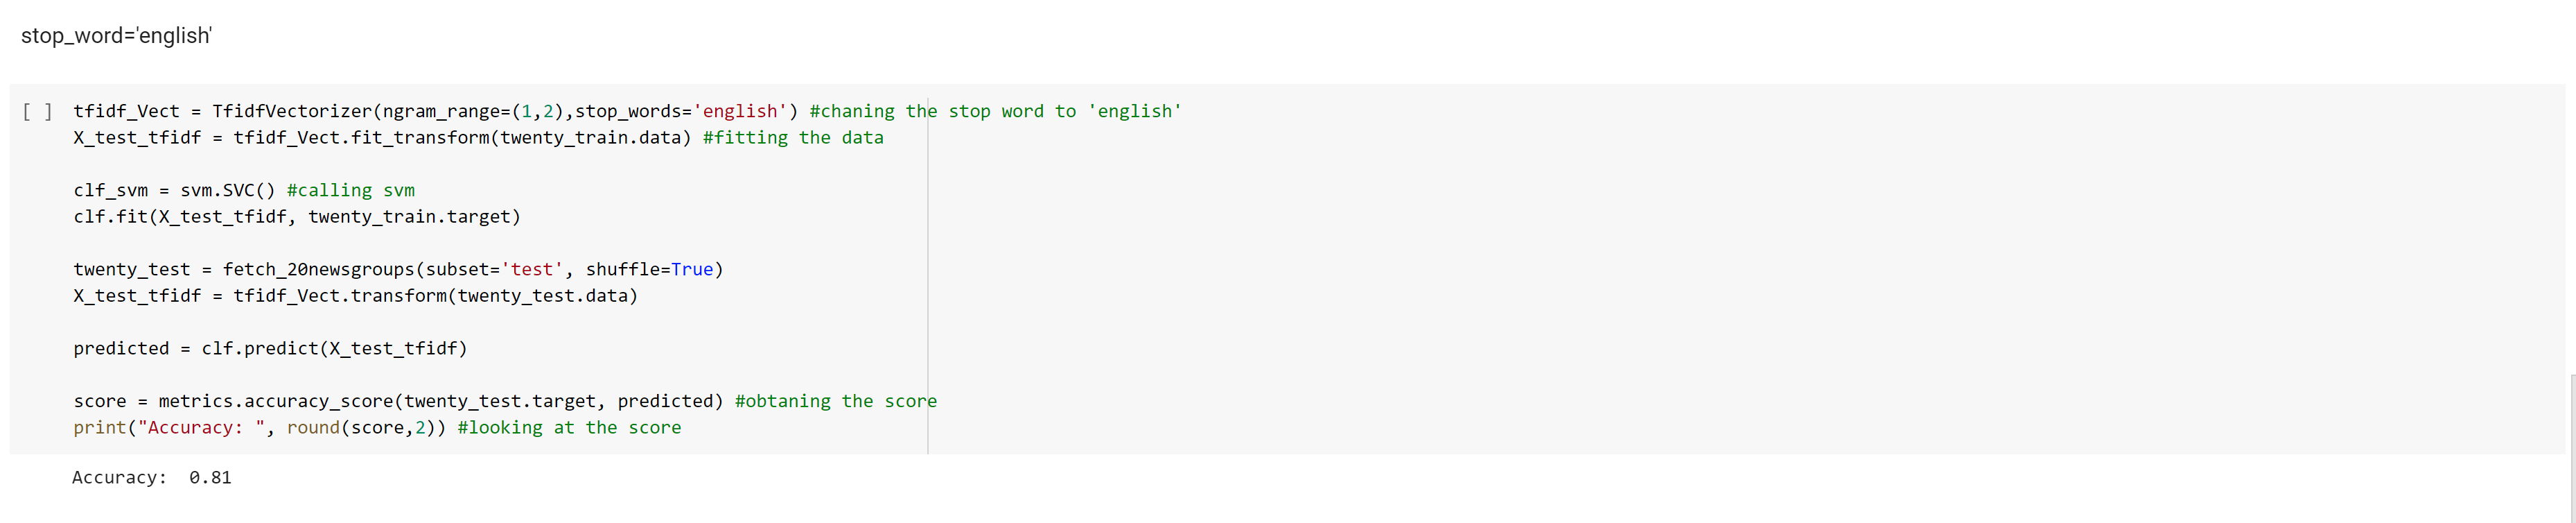 stop_word='english'
[ ] tfidf_Vect = TfidfVectorizer(ngram_range=(1,2),stop_words='english') #chaning the stop word to 'english'
X_test_tfidf = tfidf_Vect.fit_transform(twenty_train.data) #fitting the data
clf_svm = svm.SVC() #calling svm
clf.fit(X_test_tfidf, twenty_train.target)
twenty_test = fetch_20newsgroups(subset='test', shuffle=True)
X_test_tfidf = tfidf_Vect.transform(twenty_test.data)
predicted = clf.predict(X_test_tfidf)
score = metrics.accuracy_score(twenty_test.target, predicted) #obtaning the score
print("Accuracy: ", round(score,2)) #looking at the score
Accuracy:  0.81